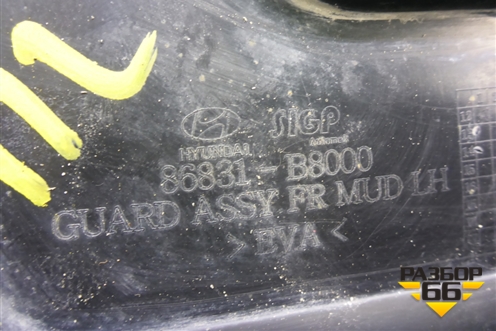 HYUNDAI SIGP
86831-B8000
GUARD ASSY FR MUD LH
> EVA <
РАЗБОР
66